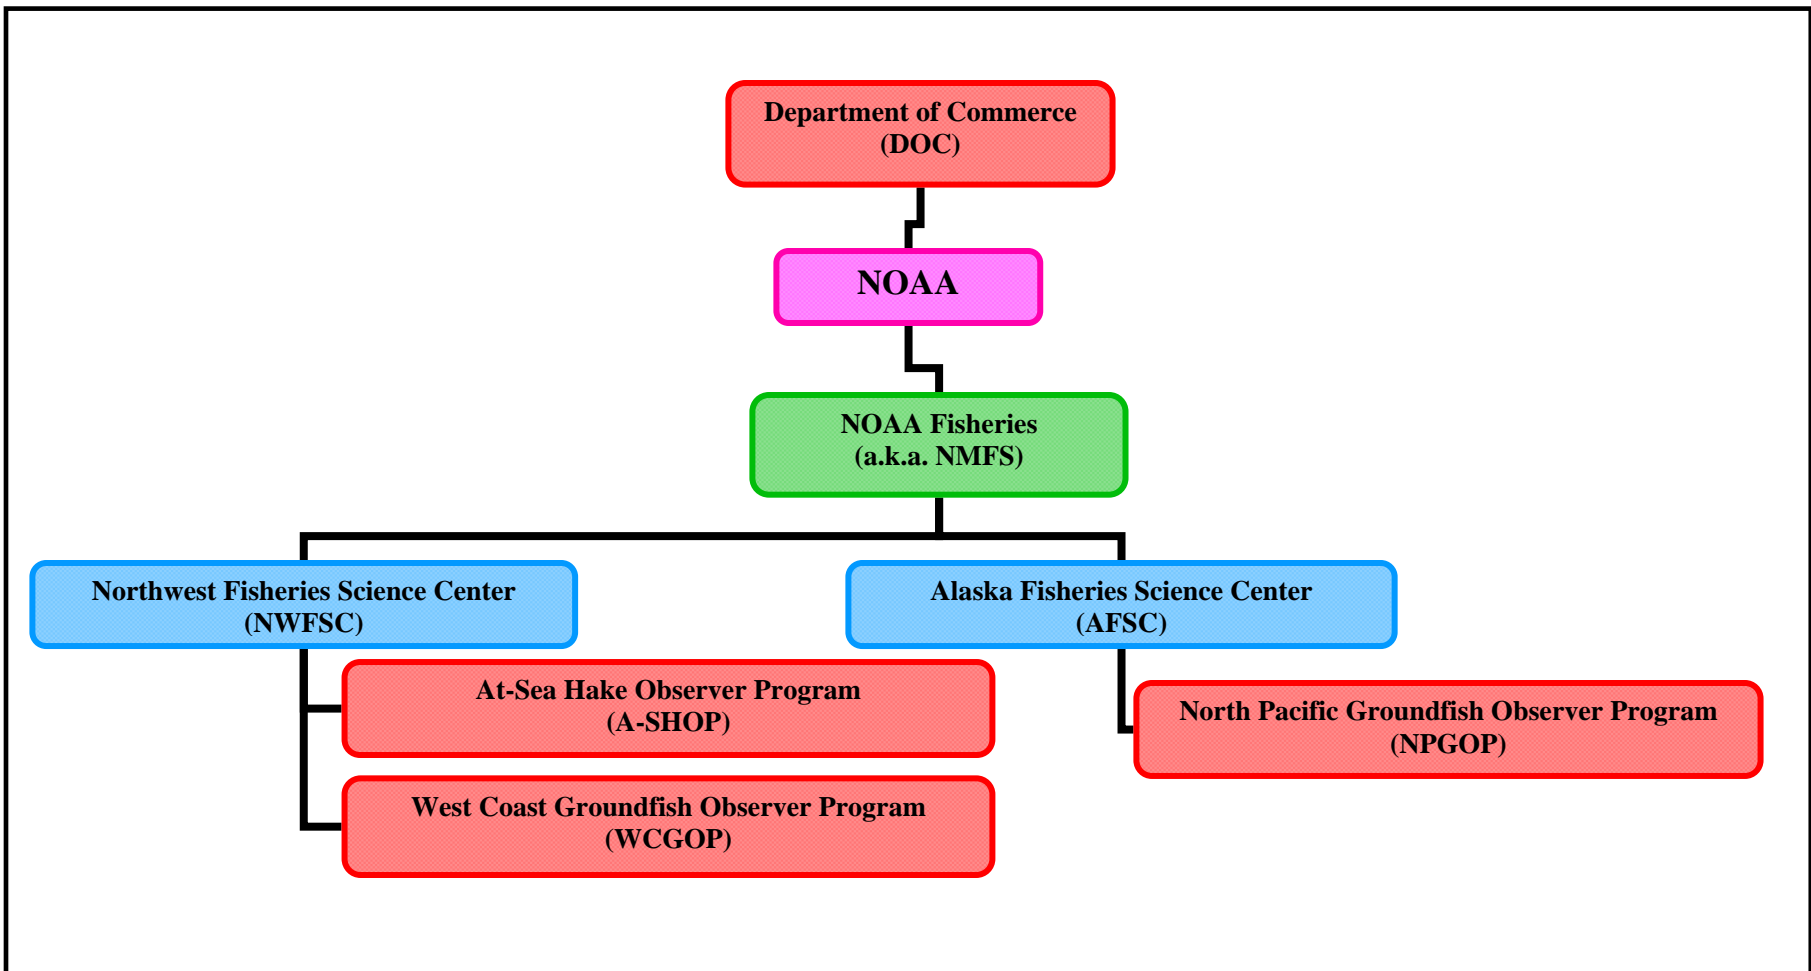 Department of Commerce
(DOC)
NOAA
NOAA Fisheries
(a.k.a. NMFS)
Northwest Fisheries Science Center
(NWFSC)
Alaska Fisheries Science Center
(AFSC)
At-Sea Hake Observer Program
(A-SHOP)
North Pacific Groundfish Observer Program
(NPGOP)
West Coast Groundfish Observer Program
(WCGOP)